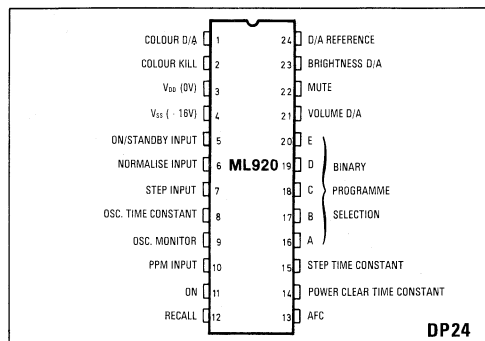 COLOUR D/A 1 24 D/A REFERENCE
COLOUR KILL 2 23 BRIGHTNESS D/A
VDD (0V) 3 22 MUTE
VSS ( - 16V) 4 21 VOLUME D/A
ON/STANDBY INPUT 5 20 E
NORMALISE INPUT 6 ML920 19 D BINARY
STEP INPUT 7 18 C PROGRAMME
OSC. TIME CONSTANT 8 17 B SELECTION
OSC. MONITOR 9 16 A
PPM INPUT 10 15 STEP TIME CONSTANT
ON 11 14 POWER CLEAR TIME CONSTANT
RECALL 12 13 AFC
DP24